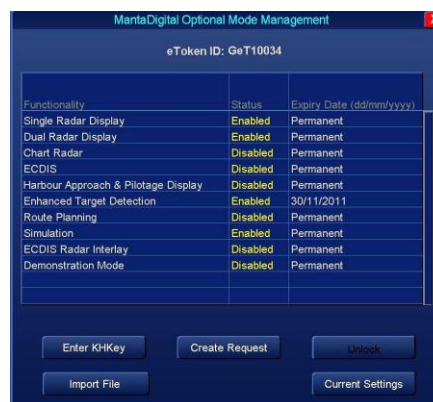 MantaDigital Optional Mode Management
eToken ID: GeT10034
Functionality Status Expiry Date (dd/mm/yyyy)
Single Radar Display Enabled Permanent
Dual Radar Display Enabled Permanent
Chart Radar Disabled Permanent
ECDIS Disabled Permanent
Harbour Approach & Pilotage Display Disabled Permanent
Enhanced Target Detection Enabled 30/11/2011
Route Planning Disabled Permanent
Simulation Enabled Permanent
ECDIS Radar Interlay Disabled Permanent
Demonstration Mode Disabled Permanent
Enter KHKey Create Request Unlock
Import File Current Settings